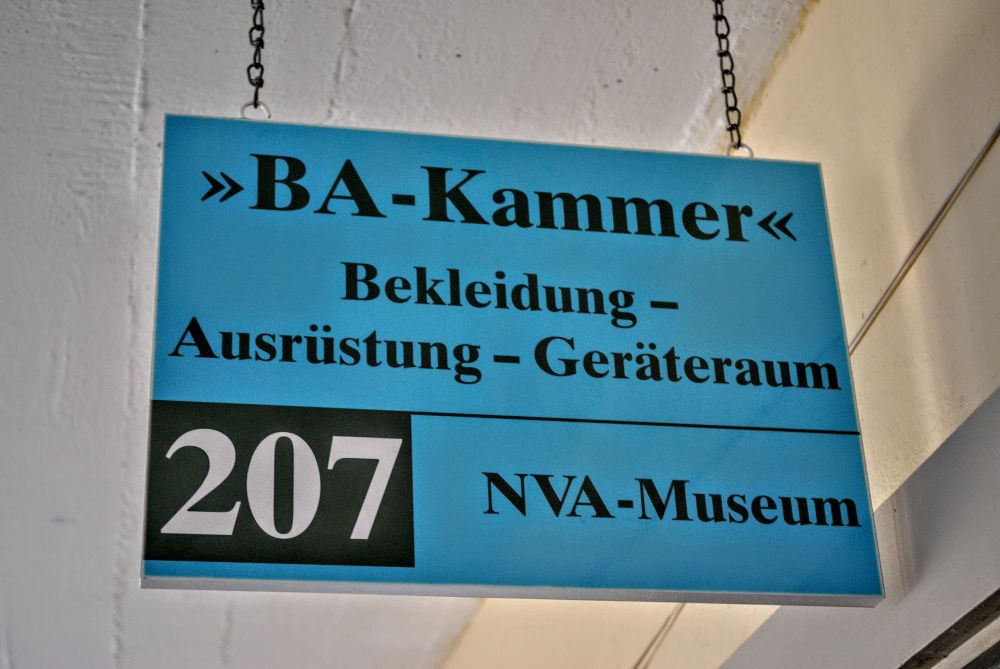 »BA-Kammer«
Bekleidung –
Ausrüstung – Geräteraum
207
NVA-Museum